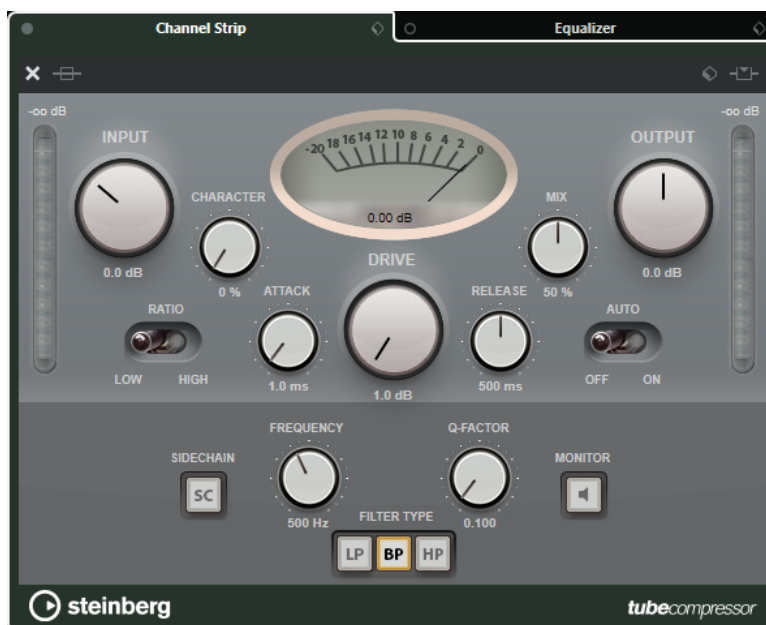 Channel Strip
Equalizer
-oo dB
-oo dB
INPUT
OUTPUT
-20 18 16 14 12 10 8 6 4 2 0
0.00 dB
CHARACTER
MIX
0.0 dB
0.0 dB
DRIVE
0 %
50 %
ATTACK
RELEASE
RATIO
AUTO
LOW
HIGH
1.0 ms
1.0 dB
500 ms
OFF
ON
FREQUENCY
Q-FACTOR
SIDECHAIN
MONITOR
SC
500 Hz
FILTER TYPE
0.100
LP
BP
HP
steinberg
tubecompressor